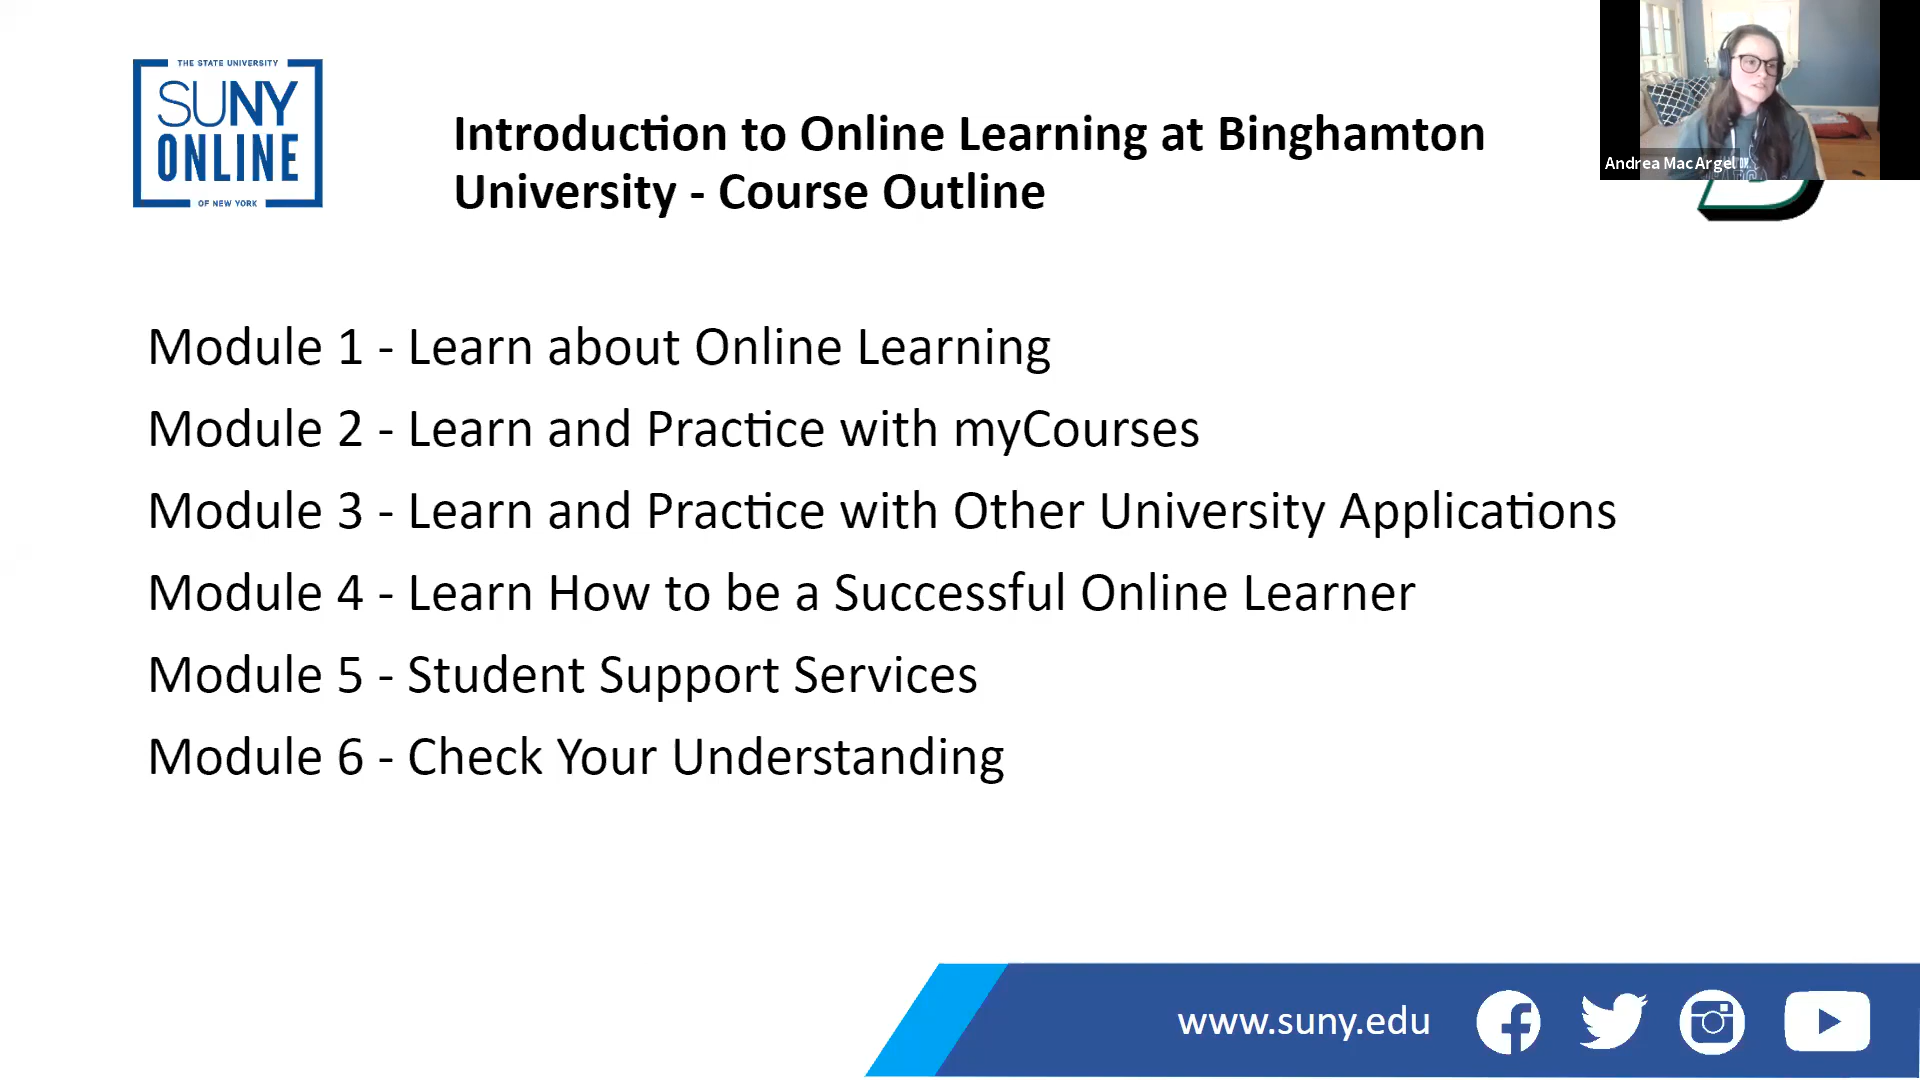 THE STATE UNIVERSITY
SUNY
ONLINE
OF NEW YORK
Introduction to Online Learning at Binghamton
University - Course Outline
Andrea Mac Argel
Module 1 - Learn about Online Learning
Module 2 - Learn and Practice with myCourses
Module 3 - Learn and Practice with Other University Applications
Module 4 - Learn How to be a Successful Online Learner
Module 5 - Student Support Services
Module 6 - Check Your Understanding
www.suny.edu